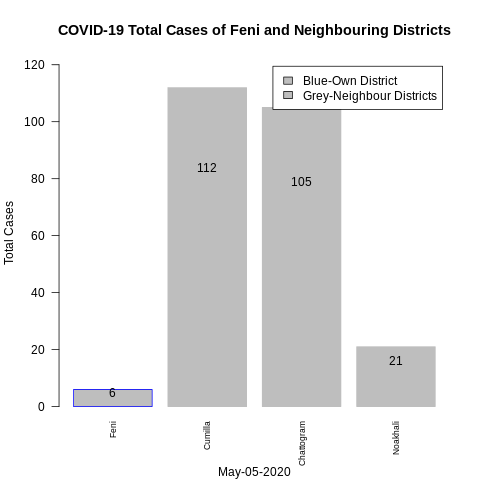 COVID-19 Total Cases of Feni and Neighbouring Districts
Blue-Own District
Grey-Neighbour Districts
Total Cases
120
100
80
60
40
20
0
6
112
105
21
Feni
Cumilla
Chattogram
Noakhali
May-05-2020